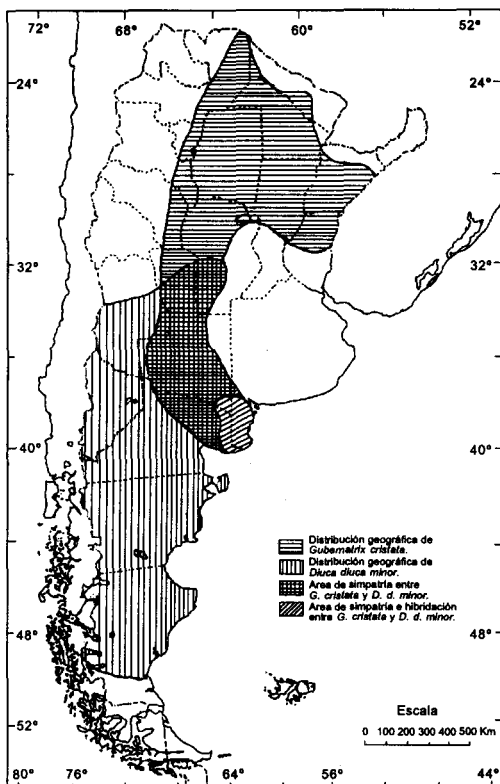 72° 68° 60° 52°
24° 24°
32° 32°
40° 40°
Distribución geográfica de
Gubernatrix cristata.
Distribución geográfica de
Diuca diuca minor.
Area de simpatría entre
G. cristata y D. d. minor.
Area de simpatría e hibridación
entre G. cristata y D. d. minor.
48° 48°
Escala
0 100 200 300 400 500 Km
52°
80° 76° 64° 56° 44°